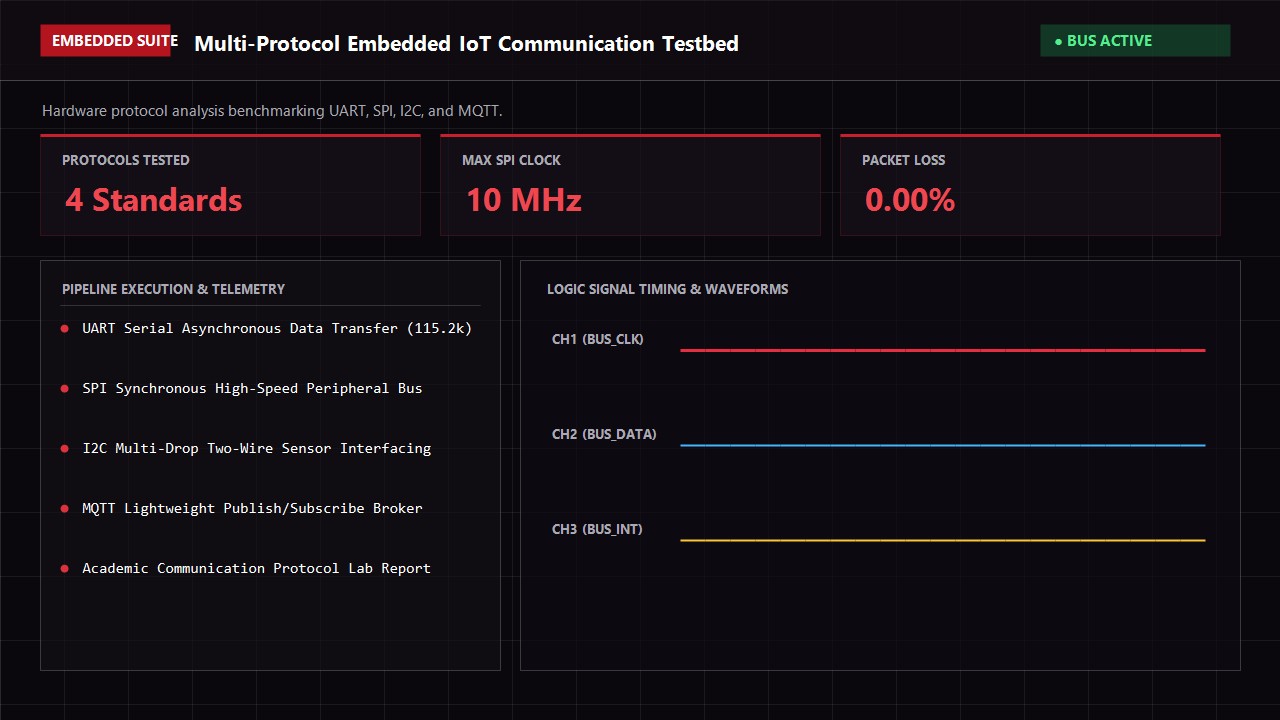 EMBEDDED SUITE
Multi-Protocol Embedded IoT Communication Testbed
● BUS ACTIVE
Hardware protocol analysis benchmarking UART, SPI, I2C, and MQTT.
PROTOCOLS TESTED
4 Standards
MAX SPI CLOCK
10 MHz
PACKET LOSS
0.00%
PIPELINE EXECUTION & TELEMETRY
UART Serial Asynchronous Data Transfer (115.2k)
SPI Synchronous High-Speed Peripheral Bus
I2C Multi-Drop Two-Wire Sensor Interfacing
MQTT Lightweight Publish/Subscribe Broker
Academic Communication Protocol Lab Report
LOGIC SIGNAL TIMING & WAVEFORMS
CH1 (BUS_CLK)
CH2 (BUS_DATA)
CH3 (BUS_INT)